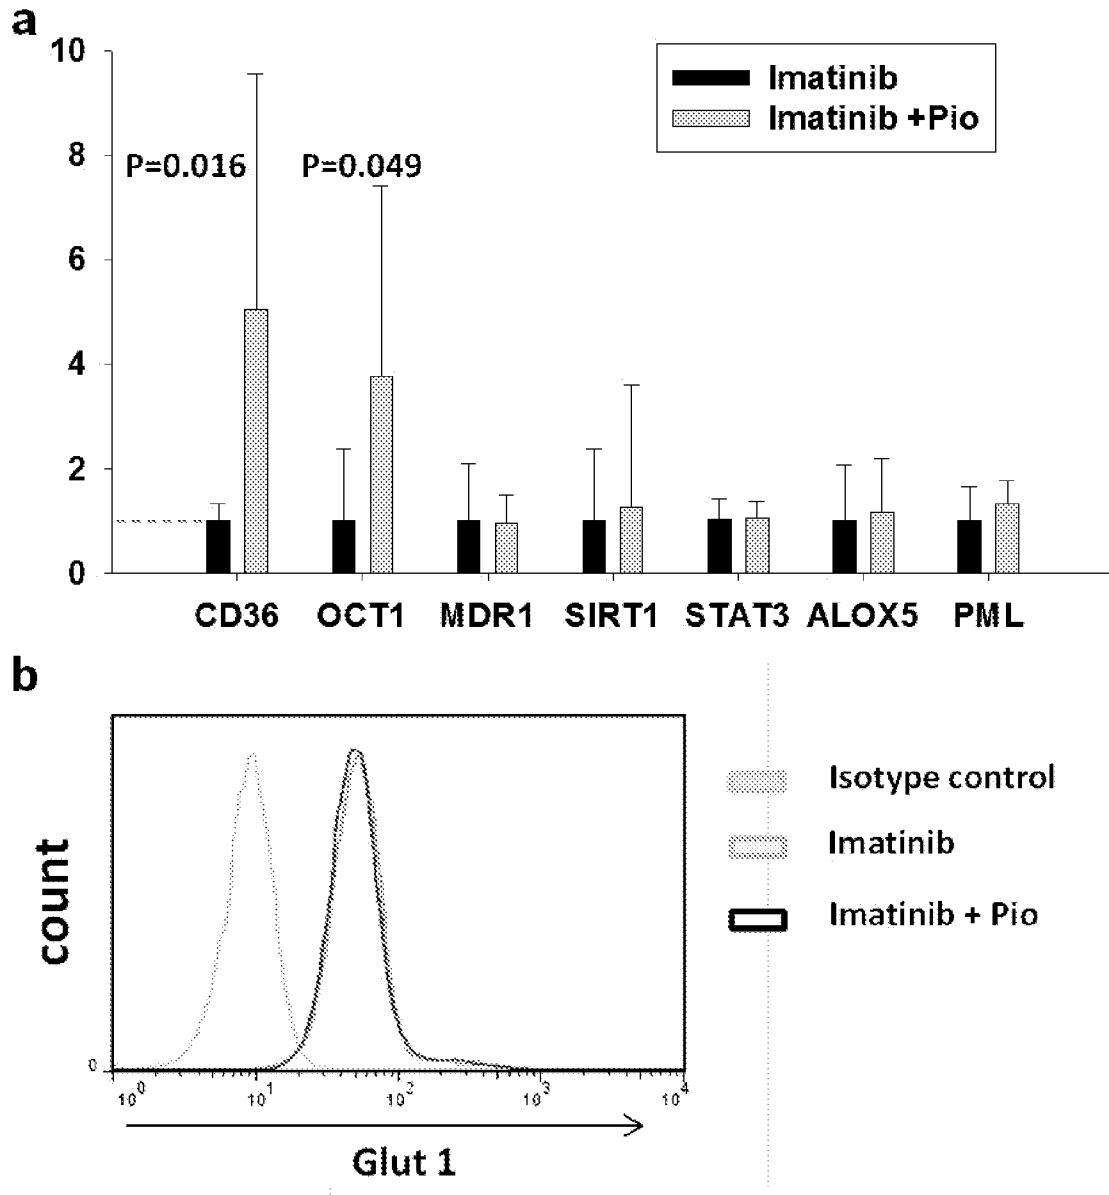 a
10
8
6
4
2
0
Imatinib
Imatinib +Pio
P=0.016 P=0.049
CD36 OCT1 MDR1 SIRT1 STAT3 ALOX5 PML
b
count
0
10^0 10^1 10^2 10^3 10^4
Glut 1
Isotype control
Imatinib
Imatinib + Pio